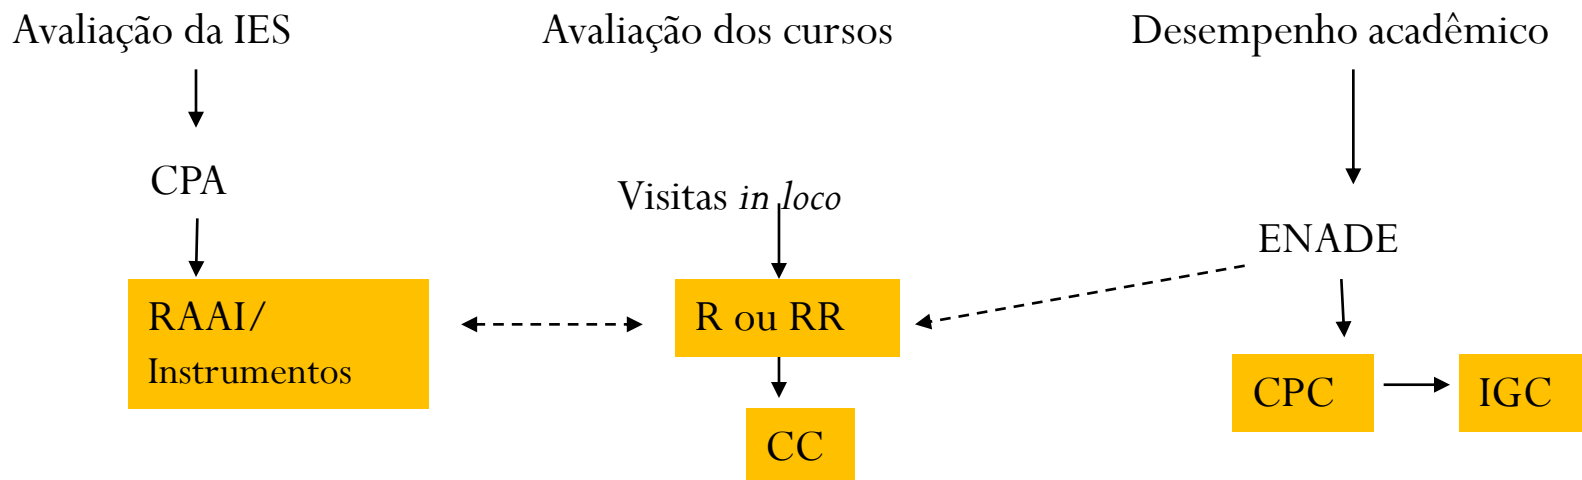 Avaliação da IES
Avaliação dos cursos
Desempenho acadêmico
CPA
Visitas in loco
ENADE
RAAI/
Instrumentos
R ou RR
CPC
IGC
CC